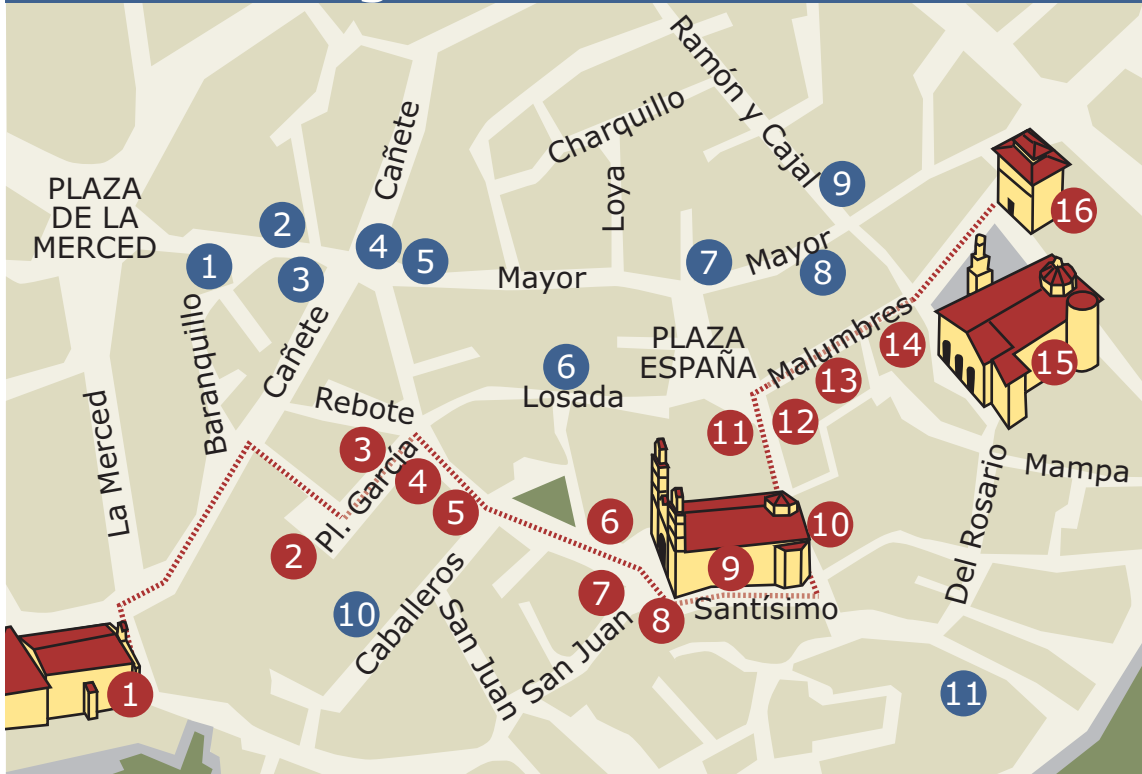 Ramón y Cajal
Charquillo
Cañete
Loya
PLAZA
DE LA
MERCED
9
16
2
4
5
1
3
Mayor
7
Mayor
8
Baranquillo
Cañete
PLAZA
ESPAÑA
Malumbres
14
15
6
Losada
13
Rebote
11
12
3
La Merced
4
Pl. García
5
Mampa
Del Rosario
2
6
10
9
7
Santísimo
8
10
Caballeros
San Juan
San Juan
1
11